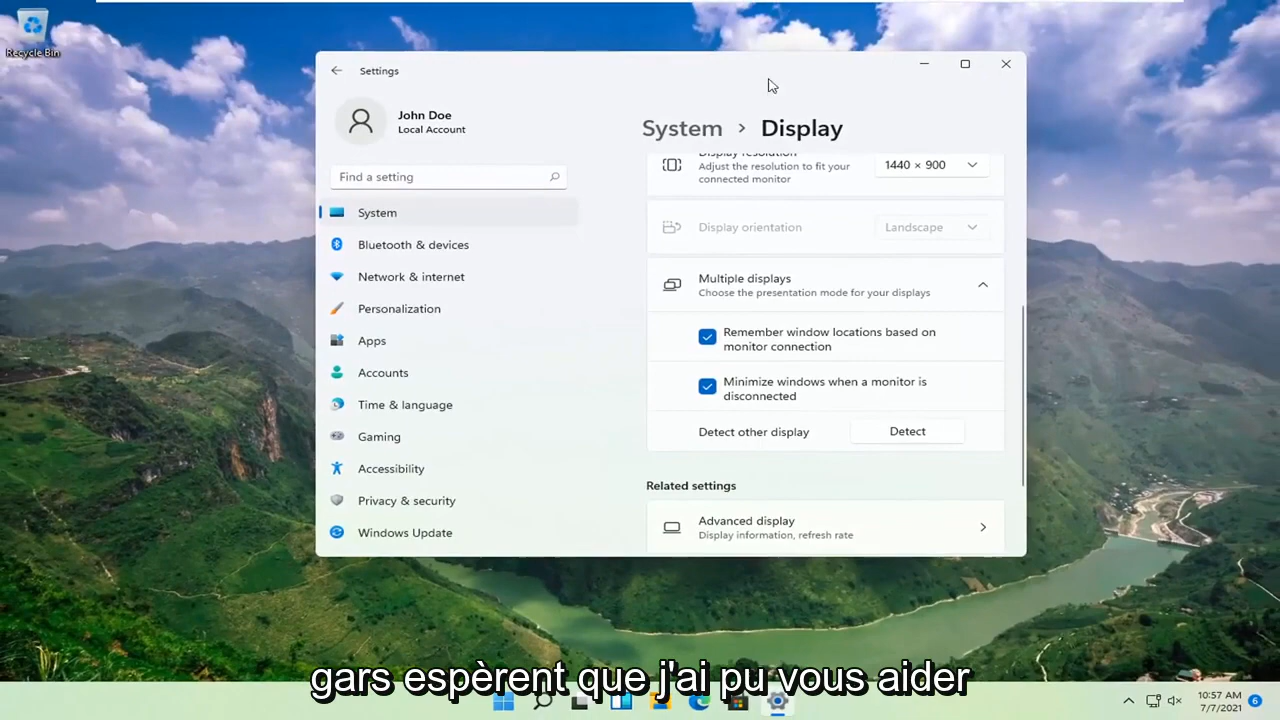 Recycle Bin
Settings
John Doe
Local Account
Find a setting
System
Bluetooth & devices
Network & internet
Personalization
Apps
Accounts
Time & language
Gaming
Accessibility
Privacy & security
Windows Update
System > Display
Display resolution
Adjust the resolution to fit your
connected monitor
1440 × 900
Display orientation
Landscape
Multiple displays
Choose the presentation mode for your displays
Remember window locations based on
monitor connection
Minimize windows when a monitor is
disconnected
Detect other display
Detect
Related settings
Advanced display
Display information, refresh rate
gars espèrent que j'ai pu vous aider
10:57 AM
7/7/2021
6